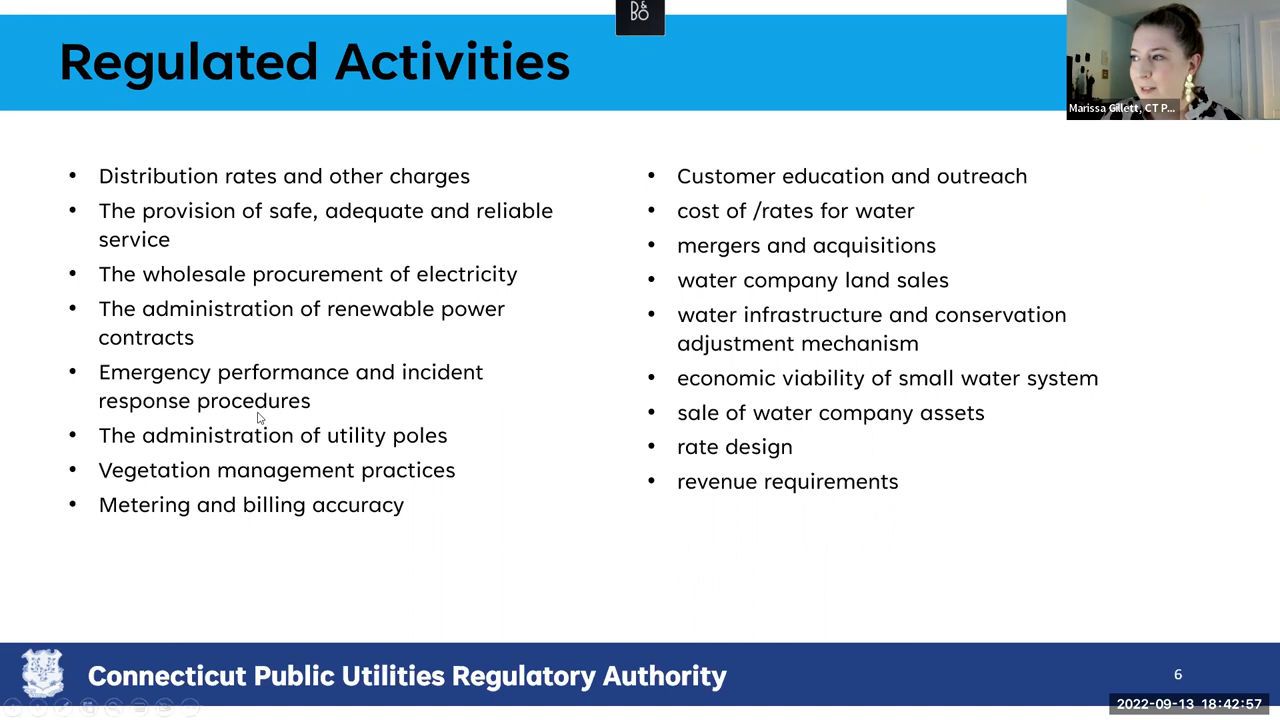 D&
BO
Regulated Activities
Marissa Gillett, CT P...
• Distribution rates and other charges
• The provision of safe, adequate and reliable
service
• The wholesale procurement of electricity
• The administration of renewable power
contracts
• Emergency performance and incident
response procedures
• The administration of utility poles
• Vegetation management practices
• Metering and billing accuracy
• Customer education and outreach
• cost of /rates for water
• mergers and acquisitions
• water company land sales
• water infrastructure and conservation
adjustment mechanism
• economic viability of small water system
• sale of water company assets
• rate design
• revenue requirements
Connecticut Public Utilities Regulatory Authority
6
2022-09-13 18:42:57